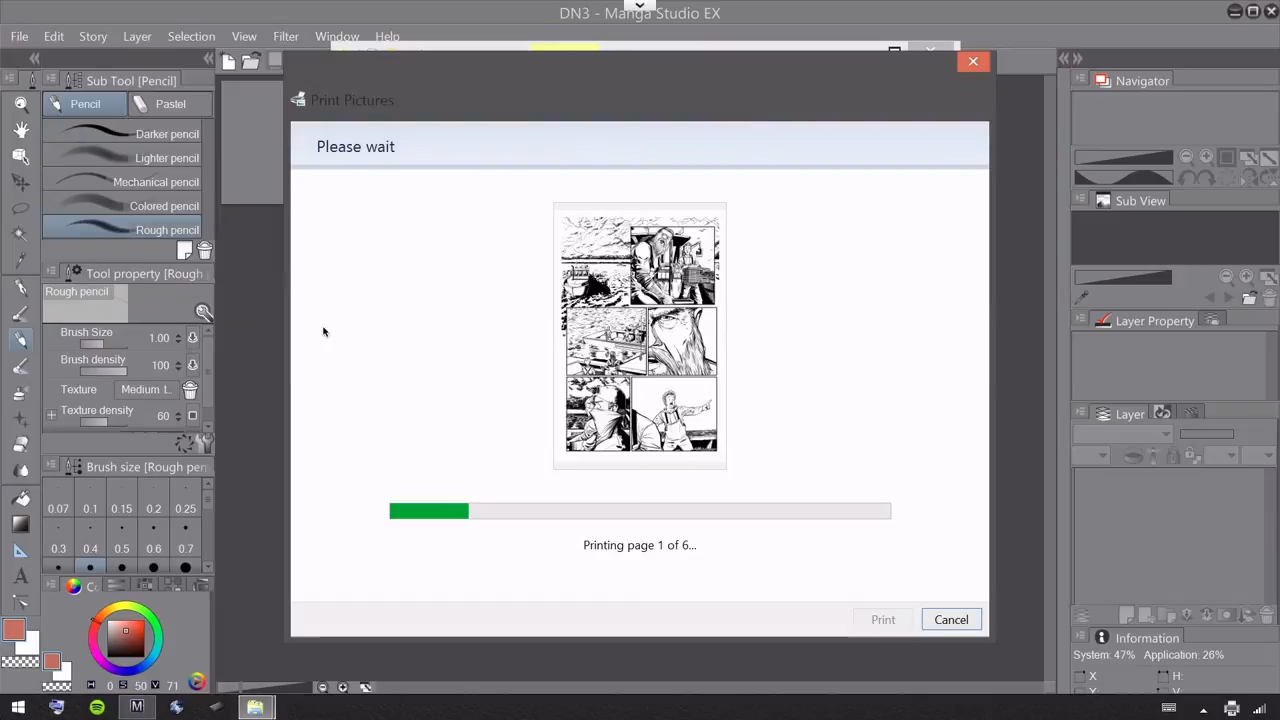 DN3 - Manga Studio EX
File Edit Story Layer Selection View Filter Window Help
Sub Tool [Pencil]
Pencil Pastel
Darker pencil
Lighter pencil
Mechanical pencil
Colored pencil
Rough pencil
Tool property [Rough
Rough pencil
Brush Size 1.00
Brush density 100
Texture Medium t..
Texture density 60
Brush size [Rough pen
0.07 0.1 0.15 0.2 0.25
0.3 0.4 0.5 0.6 0.7
H 0 S 50 V 71
Print Pictures
Please wait
Printing page 1 of 6...
Print Cancel
Navigator
Sub View
Layer Property
Layer
Information
System: 47% Application: 26%
X H: